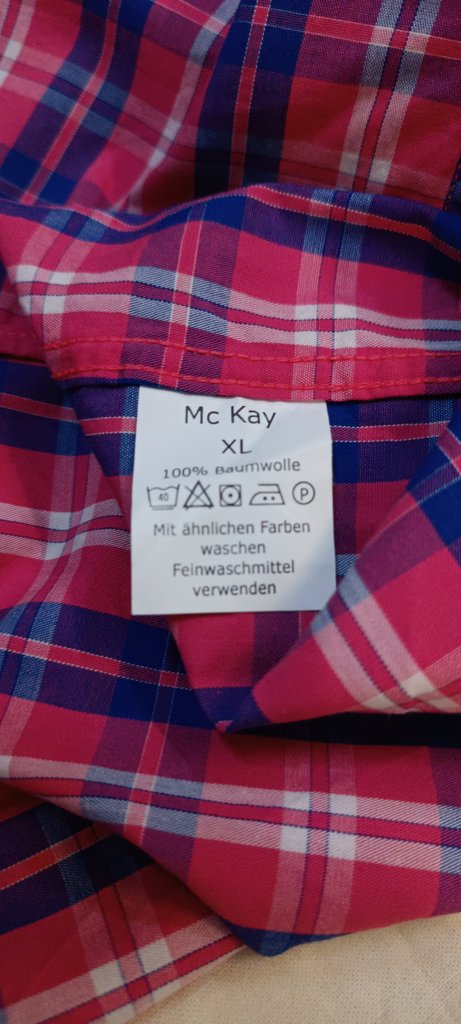 Mc Kay
XL
100% Baumwolle
40 P
Mit ähnlichen Farben
waschen
Feinwaschmittel
verwenden